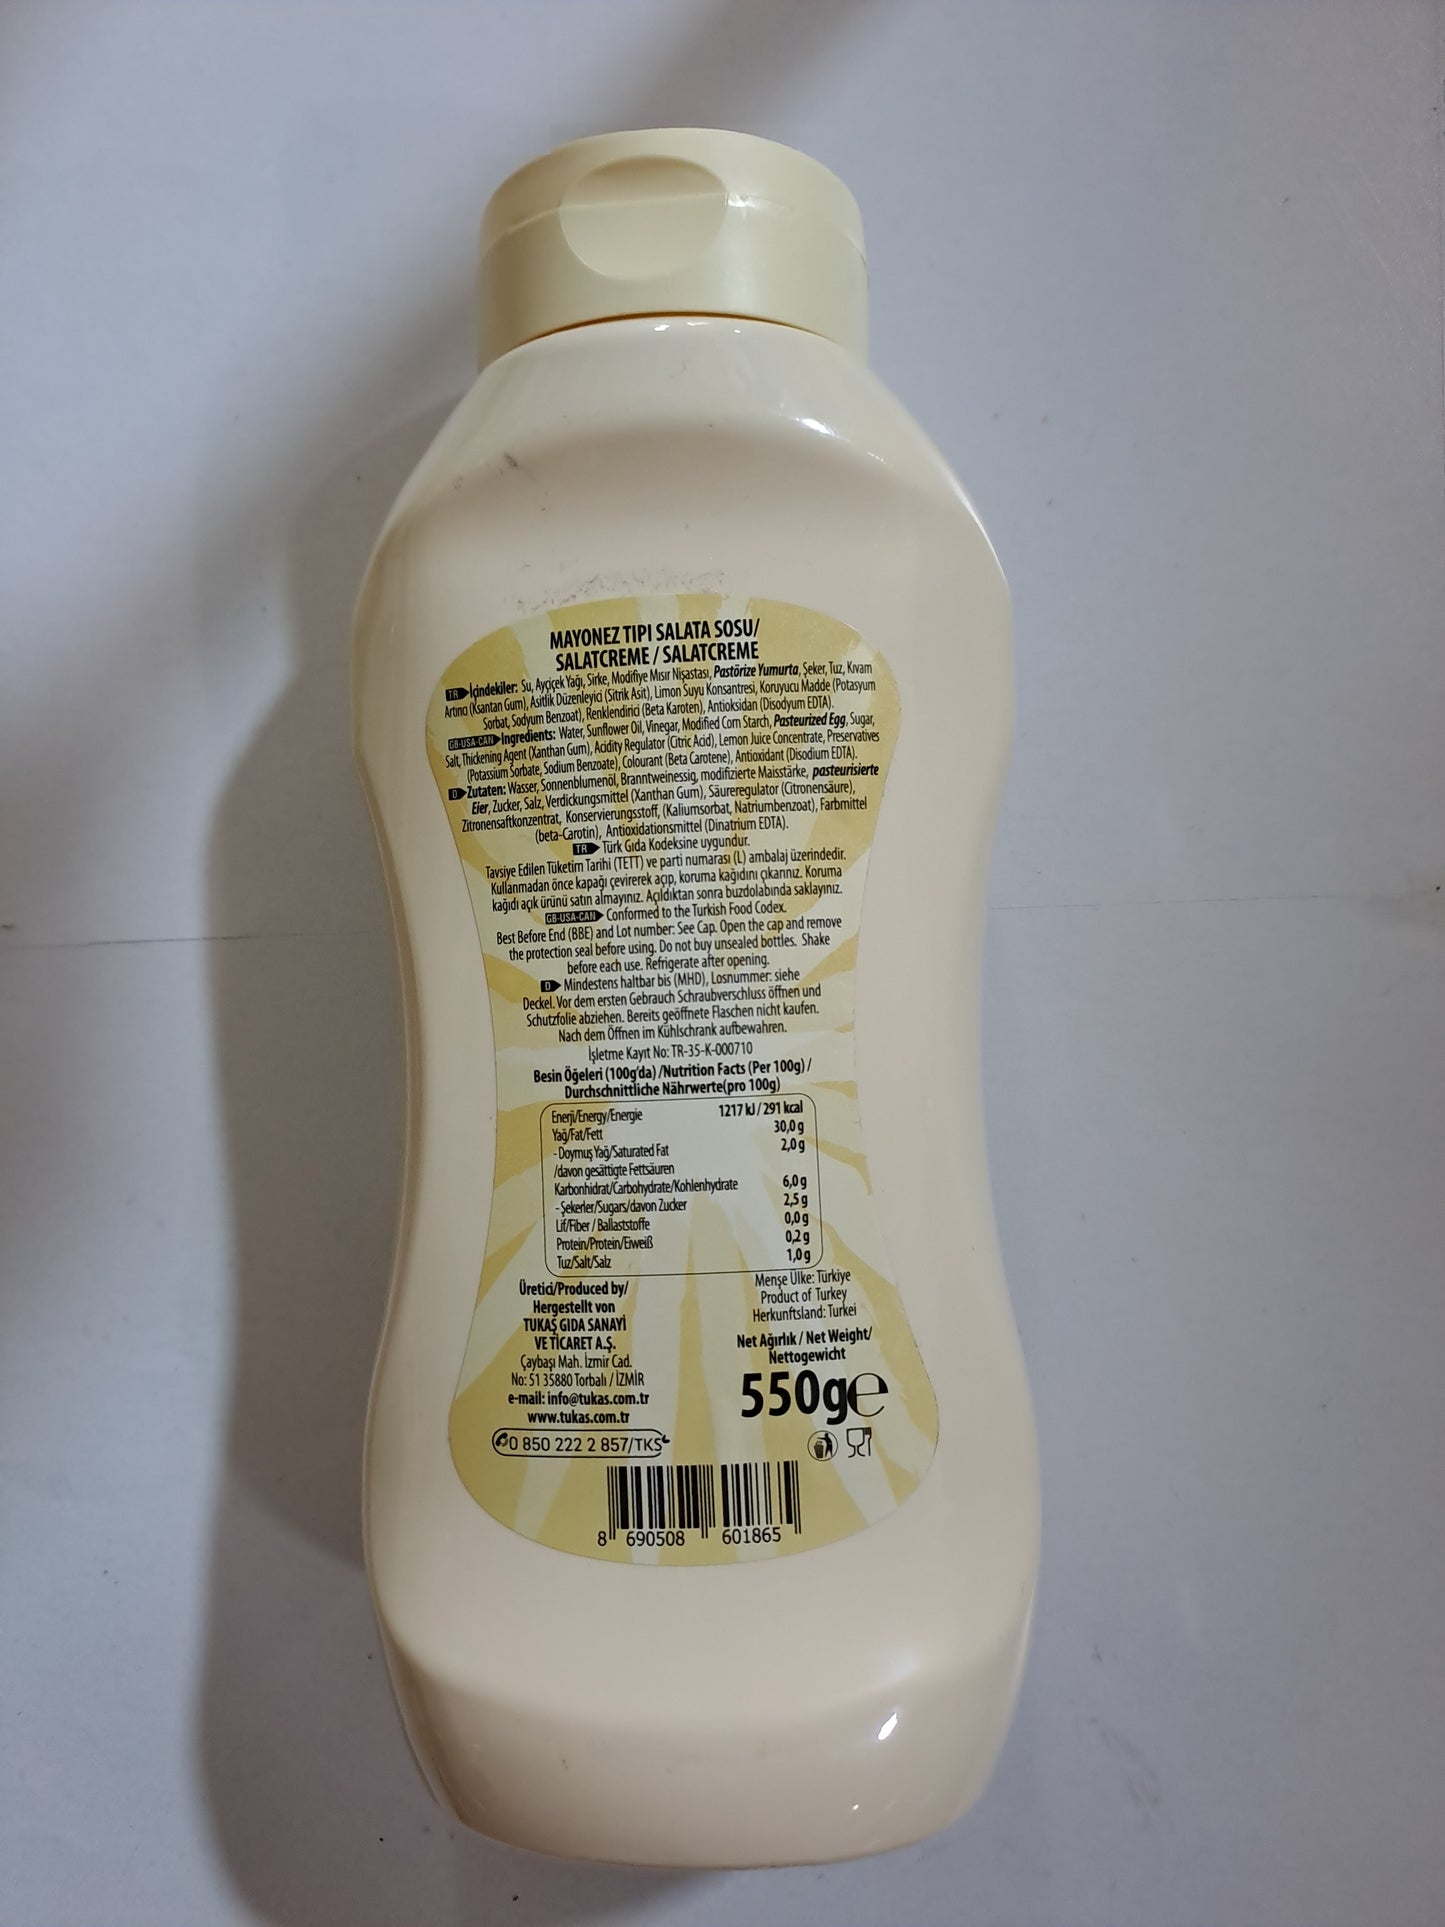 MAYONEZ TIPI SALATA SOSU/
SALATCREME / SALATCREME
TR İçindekiler: Su, Ayçiçek Yağı, Sirke, Modifiye Mısır Nişastası, Pastörize Yumurta, Şeker, Tuz, Kıvam
Artırıcı (Ksantan Gum), Asitlik Düzenleyici (Sitrik Asit), Limon Suyu Konsantresi, Koruyucu Madde (Potasyum
Sorbat, Sodyum Benzoat), Renklendirici (Beta Karoten), Antioksidan (Disodyum EDTA).
GB-USA-CAN Ingredients: Water, Sunflower Oil, Vinegar, Modified Corn Starch, Pasteurized Egg, Sugar,
Salt, Thickening Agent (Xanthan Gum), Acidity Regulator (Citric Acid), Lemon Juice Concentrate, Preservatives
(Potassium Sorbate, Sodium Benzoate), Colourant (Beta Carotene), Antioxidant (Disodium EDTA).
D Zutaten: Wasser, Sonnenblumenöl, Branntweinessig, modifizierte Maisstärke, pasteurisierte
Eier, Zucker, Salz, Verdickungsmittel (Xanthan Gum), Säureregulator (Citronensäure),
Zitronensaftkonzentrat, Konservierungsstoff, (Kaliumsorbat, Natriumbenzoat), Farbmittel
(beta-Carotin), Antioxidationsmittel (Dinatrium EDTA).
TR Türk Gıda Kodeksine uygundur.
Tavsiye Edilen Tüketim Tarihi (TETT) ve parti numarası (L) ambalaj üzerindedir.
Kullanmadan önce kapağı çevirerek açıp, koruma kağıdını çıkarınız. Koruma
kağıdı açık ürünü satın almayınız. Açıldıktan sonra buzdolabında saklayınız.
GB-USA-CAN Conformed to the Turkish Food Codex.
Best Before End (BBE) and Lot number: See Cap. Open the cap and remove
the protection seal before using. Do not buy unsealed bottles. Shake
before each use. Refrigerate after opening.
D Mindestens haltbar bis (MHD), Losnummer: siehe
Deckel. Vor dem ersten Gebrauch Schraubverschluss öffnen und
Schutzfolie abziehen. Bereits geöffnete Flaschen nicht kaufen.
Nach dem Öffnen im Kühlschrank aufbewahren.
İşletme Kayıt No: TR-35-K-000710
Besin Öğeleri (100g'da) /Nutrition Facts (Per 100g) /
Durchschnittliche Nährwerte(pro 100g)
Enerji/Energy/Energie 1217 kJ / 291 kcal
Yağ/Fat/Fett 30,0 g
- Doymuş Yağ/Saturated Fat 2,0 g
/davon gesättigte Fettsäuren
Karbonhidrat/Carbohydrate/Kohlenhydrate 6,0 g
- Şekerler/Sugars/davon Zucker 2,5 g
Lif/Fiber / Ballaststoffe 0,0 g
Protein/Protein/Eiweiß 0,2 g
Tuz/Salt/Salz 1,0 g
Üretici/Produced by/
Hergestellt von
TUKAŞ GIDA SANAYİ
VE TİCARET A.Ş.
Çaybaşı Mah. İzmir Cad.
No: 51 35880 Torbalı / İZMİR
e-mail: info@tukas.com.tr
www.tukas.com.tr
0 850 222 2 857/TKS
Menşe Ülke: Türkiye
Product of Turkey
Herkunftsland: Turkei
Net Ağırlık / Net Weight/
Nettogewicht
550g e
8 690508 601865